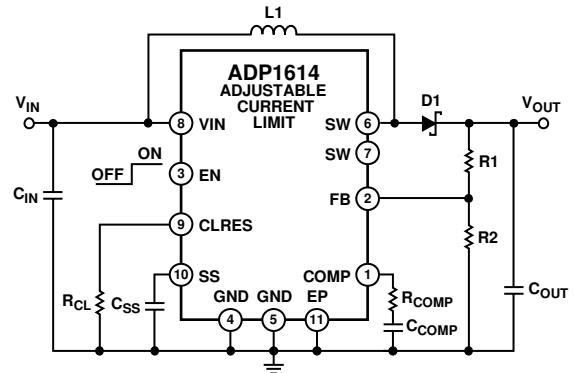 L1
ADP1614
ADJUSTABLE
CURRENT
LIMIT
VIN
8
VIN
SW
6
D1
VOUT
ON
OFF
3
EN
SW
7
R1
CIN
FB
2
9
CLRES
R2
10
SS
COMP
1
RCL
CSS
GND
GND
EP
RCOMP
COUT
4
5
11
CCOMP